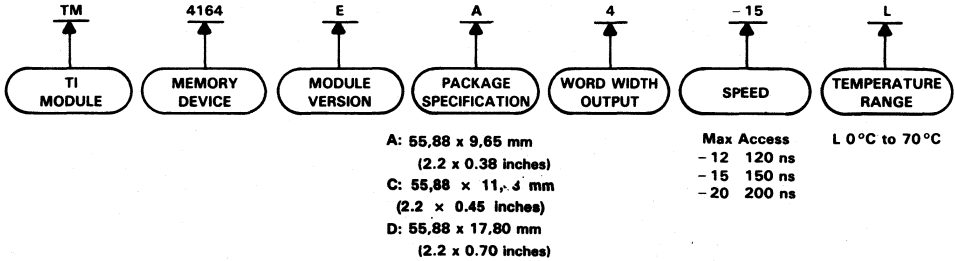 TM 4164 E A 4 -15 L
TI MODULE
MEMORY DEVICE
MODULE VERSION
PACKAGE SPECIFICATION
WORD WIDTH OUTPUT
SPEED
TEMPERATURE RANGE
A: 55,88 x 9,65 mm
(2.2 x 0.38 inches)
C: 55,88 x mm
(2.2 x 0.45 inches)
D: 55,88 x 17,80 mm
(2.2 x 0.70 inches)
Max Access
-12 120 ns
-15 150 ns
-20 200 ns
L 0°C to 70°C